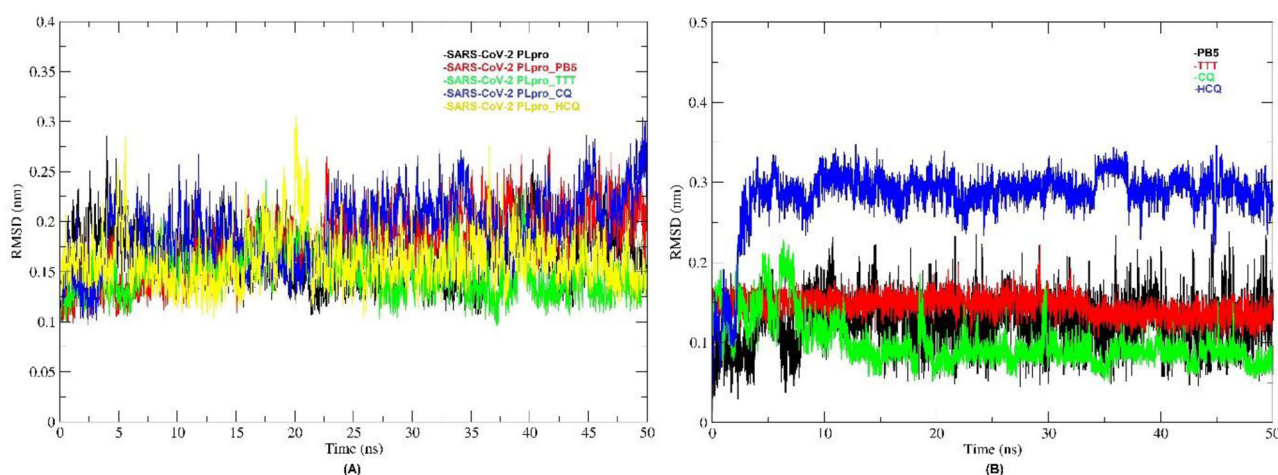 0.4
0.35
0.3
0.25
0.2
0.15
0.1
0.05
0
RMSD (nm)
0 5 10 15 20 25 30 35 40 45 50
Time (ns)
-SARS-CoV-2 PLpro
-SARS-CoV-2 PLpro_PB5
-SARS-CoV-2 PLpro_TTT
-SARS-CoV-2 PLpro_CQ
-SARS-CoV-2 PLpro_HCQ
(A)
0.5
0.4
0.3
0.2
0.1
0
RMSD (nm)
0 10 20 30 40 50
Time (ns)
-PB5
-TTT
-CQ
-HCQ
(B)